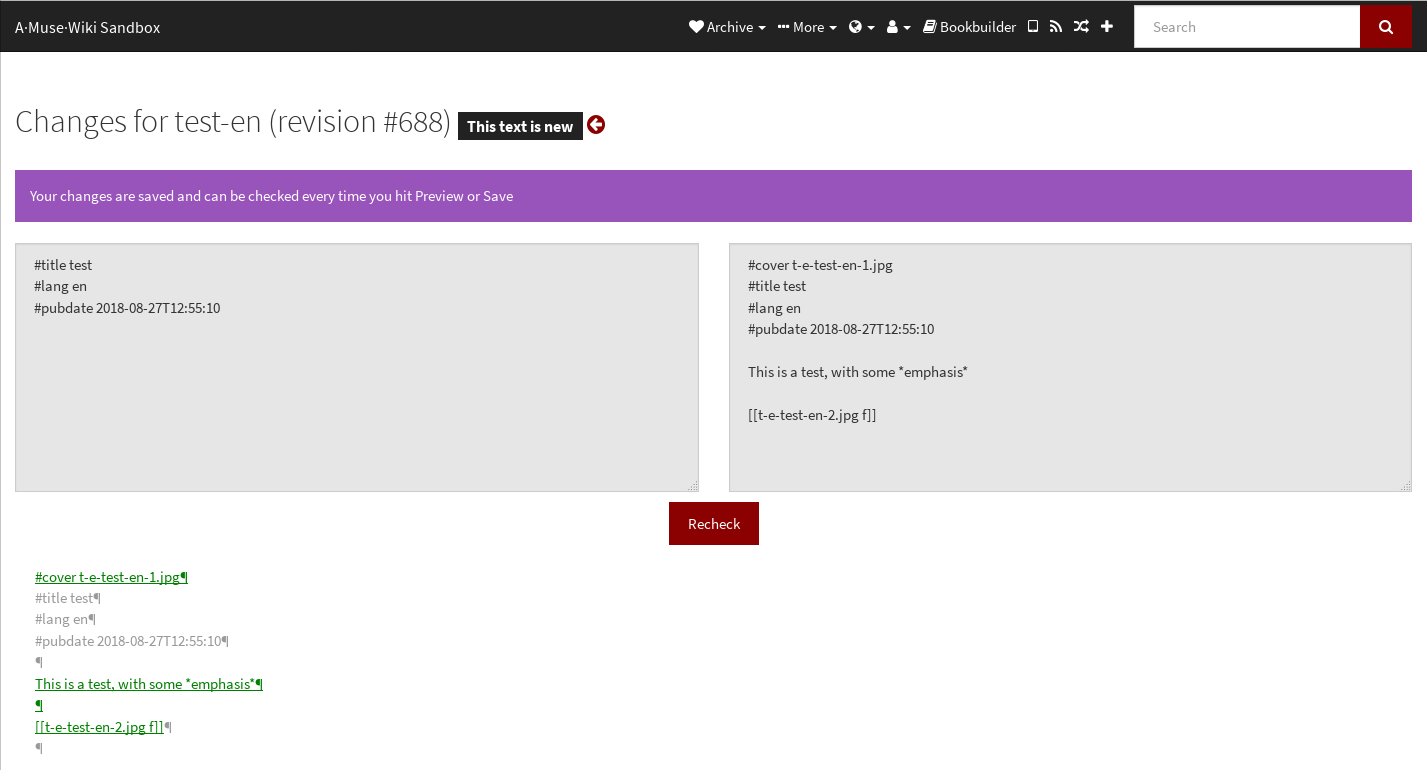 A·Muse·Wiki Sandbox
Archive
More
Bookbuilder
Search
Changes for test-en (revision #688)
This text is new
Your changes are saved and can be checked every time you hit Preview or Save
#title test
#lang en
#pubdate 2018-08-27T12:55:10
#cover t-e-test-en-1.jpg
#title test
#lang en
#pubdate 2018-08-27T12:55:10
This is a test, with some *emphasis*
[[t-e-test-en-2.jpg f]]
Recheck
#cover t-e-test-en-1.jpg¶
#title test¶
#lang en¶
#pubdate 2018-08-27T12:55:10¶
¶
This is a test, with some *emphasis*¶
¶
[[t-e-test-en-2.jpg f]]¶
¶